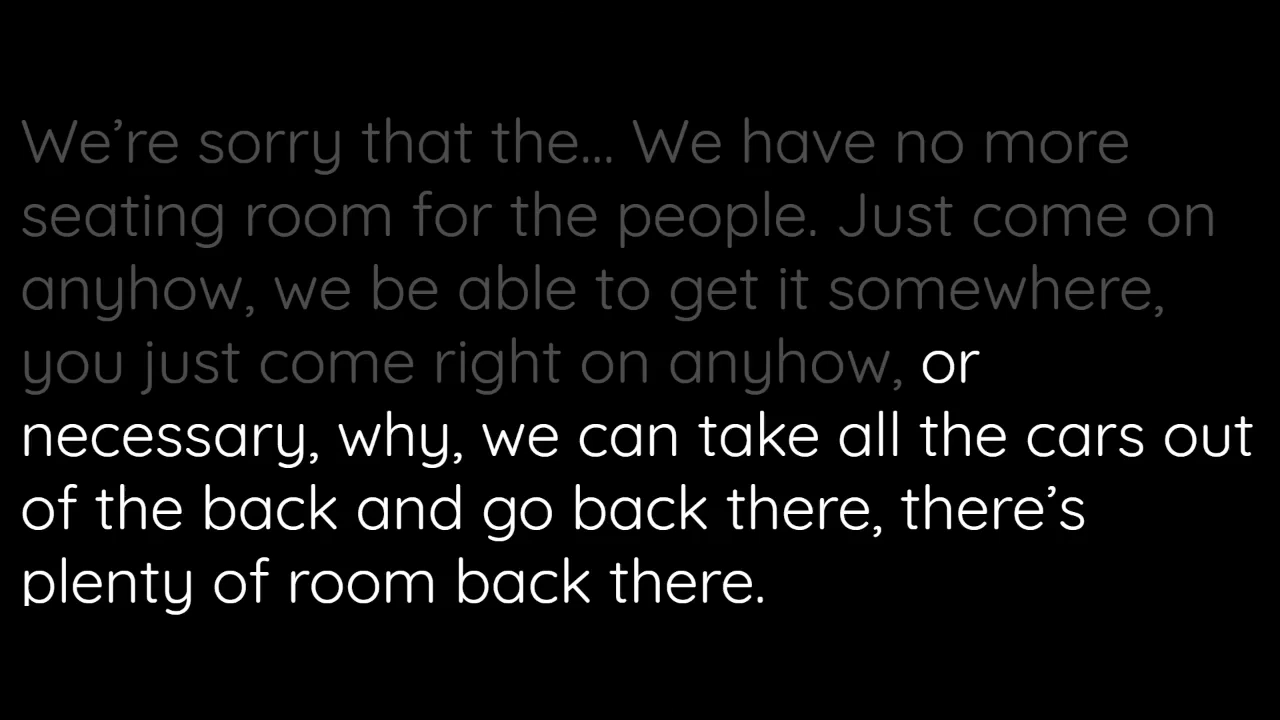 We’re sorry that the... We have no more
seating room for the people. Just come on
anyhow, we be able to get it somewhere,
you just come right on anyhow, or
necessary, why, we can take all the cars out
of the back and go back there, there’s
plenty of room back there.